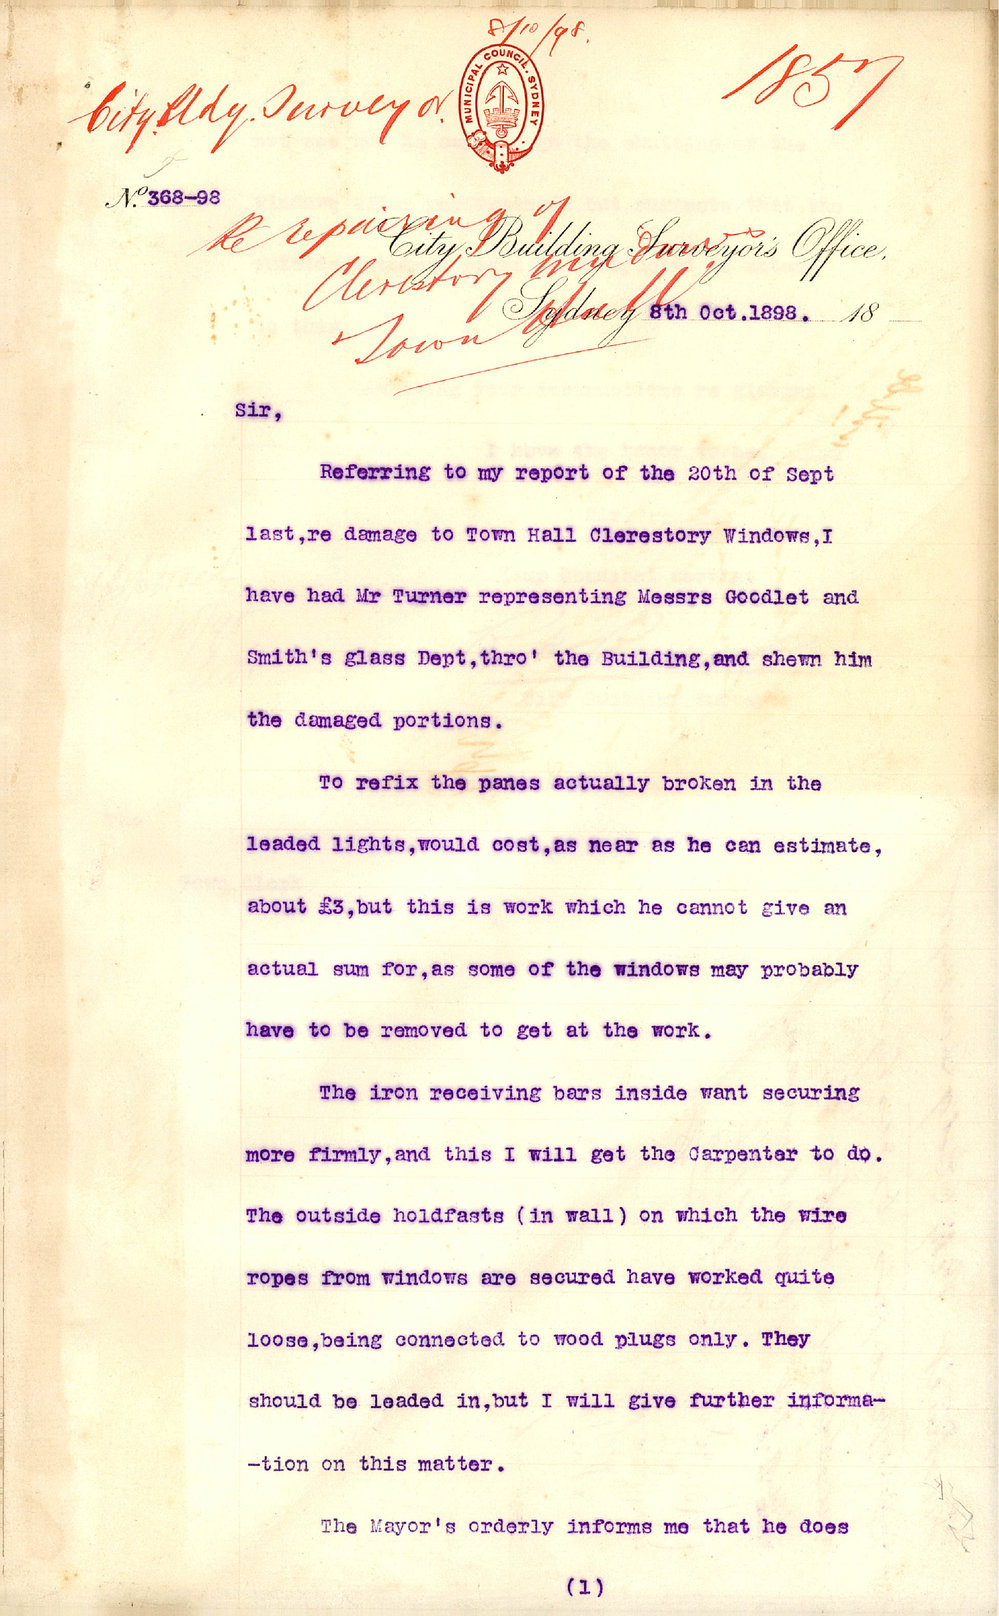 8/10/98.
City Bldg. Surveyor.
MUNICIPAL COUNCIL. SYDNEY
1857
No. 368-98
Re repairing of
City Building Surveyor's Office,
Clerestory
Sydney 8th Oct.1898. 18
Town Hall
Sir,
Referring to my report of the 20th of Sept
last,re damage to Town Hall Clerestory Windows,I
have had Mr Turner representing Messrs Goodlet and
Smith's glass Dept,thro' the Building,and shewn him
the damaged portions.
To refix the panes actually broken in the
leaded lights,would cost,as near as he can estimate,
about £3,but this is work which he cannot give an
actual sum for,as some of the windows may probably
have to be removed to get at the work.
The iron receiving bars inside want securing
more firmly,and this I will get the Carpenter to do.
The outside holdfasts (in wall) on which the wire
ropes from windows are secured have worked quite
loose,being connected to wood plugs only. They
should be leaded in,but I will give further informa-
-tion on this matter.
The Mayor's orderly informs me that he does
(1)